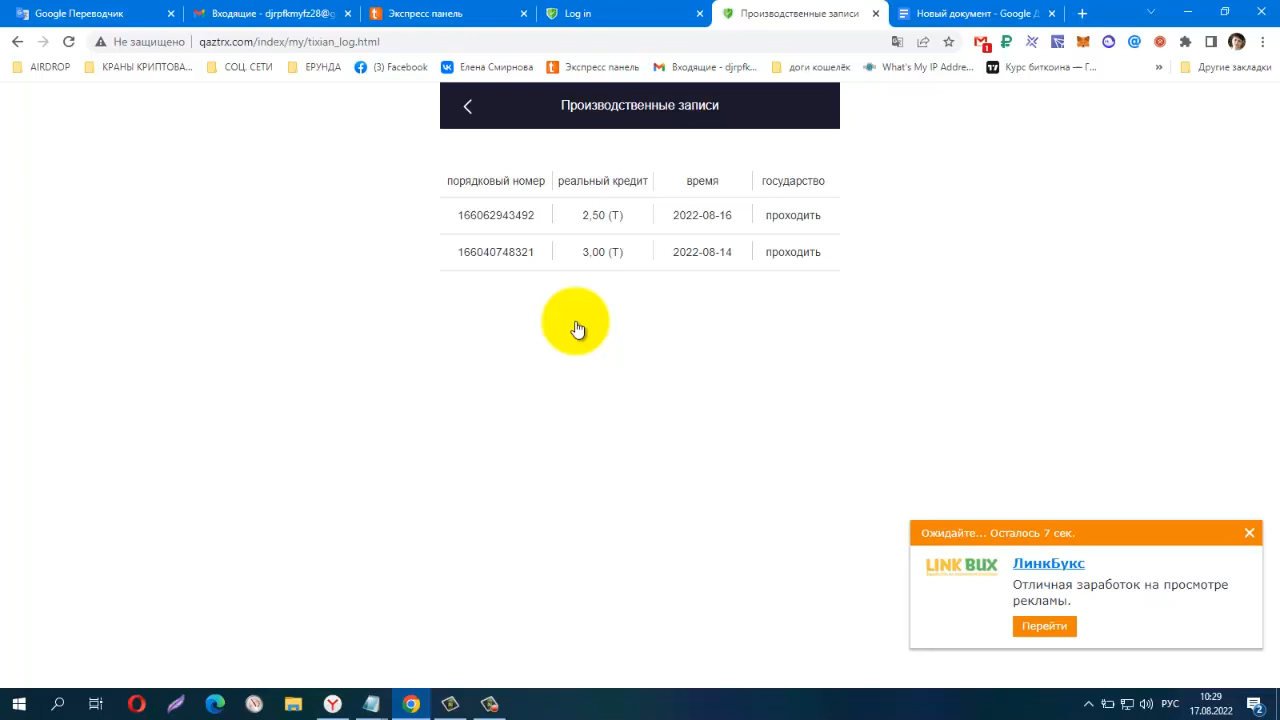 Google Переводчик
Входящие - djrpfkmyfz28@g
Экспресс панель
Log in
Производственные записи
Новый документ - Google Д
Не защищено | qaztrx.com/index/my/tixian_log.html
1
AIRDROP
КРАНЫ КРИПТОВА...
СОЦ. СЕТИ
ЕРУНДА
(3) Facebook
Елена Смирнова
Экспресс панель
Входящие - djrpfk...
доги кошелёк
What's My IP Addre...
Курс биткоина — Г...
»
Другие закладки
Производственные записи
порядковый номер реальный кредит время государство
166062943492 2,50 (T) 2022-08-16 проходить
166040748321 3,00 (T) 2022-08-14 проходить
Ожидайте... Осталось 7 сек.
LINK BUX
ЛинкБукс
Отличная заработок на просмотре
рекламы.
Перейти
РУС
10:29
17.08.2022
2